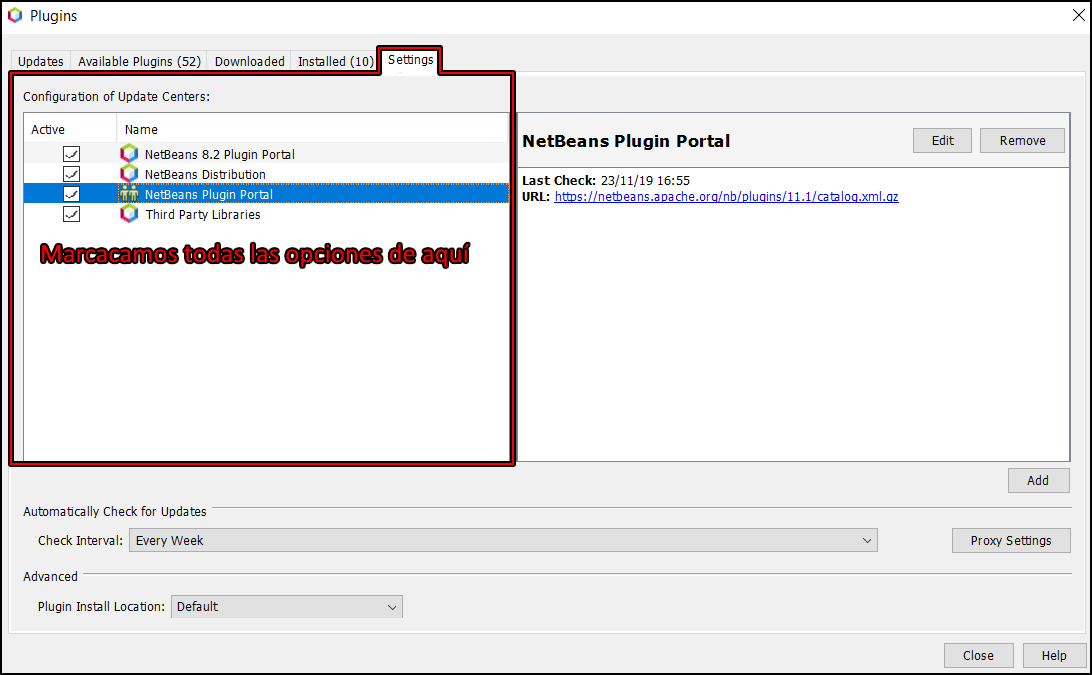 Plugins
Updates Available Plugins (52) Downloaded Installed (10) Settings
Configuration of Update Centers:
Active Name
NetBeans 8.2 Plugin Portal
NetBeans Distribution
NetBeans Plugin Portal
Third Party Libraries
Marcacamos todas las opciones de aquí
NetBeans Plugin Portal Edit Remove
Last Check: 23/11/19 16:55
URL: https://netbeans.apache.org/nb/plugins/11.1/catalog.xml.gz
Add
Automatically Check for Updates
Check Interval: Every Week Proxy Settings
Advanced
Plugin Install Location: Default
Close Help